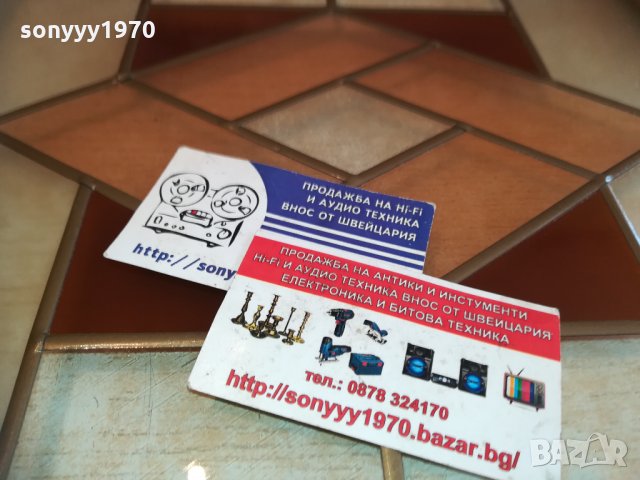 sonyyy1970
ПРОДАЖБА НА Hi-Fi
И АУДИО ТЕХНИКА
ВНОС ОТ ШВЕЙЦАРИЯ
http://sony
ПРОДАЖБА НА АНТИКИ И ИНСТУМЕНТИ
Hi-Fi И АУДИО ТЕХНИКА ВНОС ОТ ШВЕЙЦАРИЯ
ЕЛЕКТРОНИКА И БИТОВА ТЕХНИКА
тел.: 0878 324170
http://sonyyy1970.bazar.bg/
bazar.bg